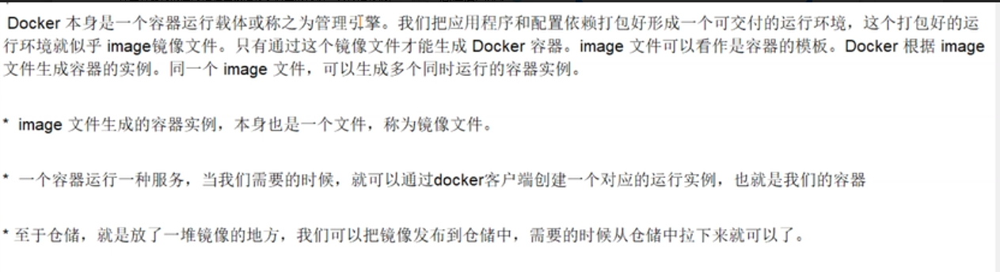 Docker 本身是一个容器运行载体或称之为管理引擎。我们把应用程序和配置依赖打包好形成一个可交付的运行环境，这个打包好的运
行环境就似乎 image镜像文件。只有通过这个镜像文件才能生成 Docker 容器。image 文件可以看作是容器的模板。Docker 根据 image
文件生成容器的实例。同一个 image 文件，可以生成多个同时运行的容器实例。
* image 文件生成的容器实例，本身也是一个文件，称为镜像文件。
* 一个容器运行一种服务，当我们需要的时候，就可以通过docker客户端创建一个对应的运行实例，也就是我们的容器
* 至于仓储，就是放了一堆镜像的地方，我们可以把镜像发布到仓储中，需要的时候从仓储中拉下来就可以了。